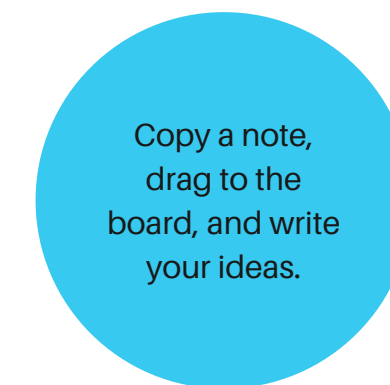 Copy a note,
drag to the
board, and write
your ideas.